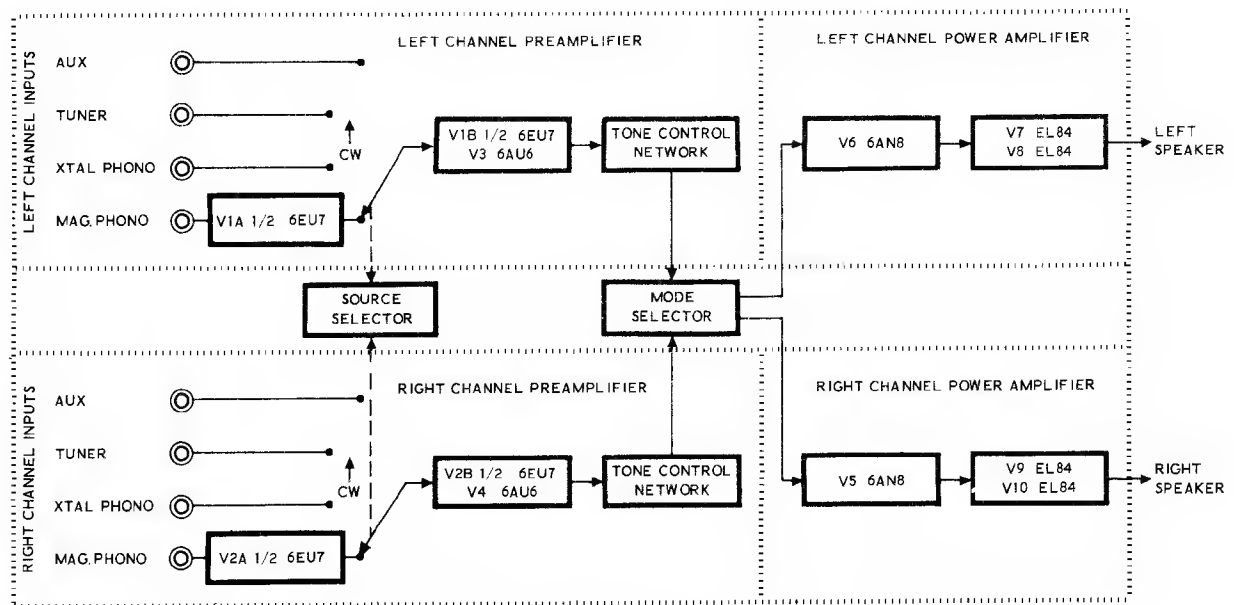 LEFT CHANNEL INPUTS
LEFT CHANNEL PREAMPLIFIER
LEFT CHANNEL POWER AMPLIFIER
AUX
TUNER
CW
XTAL PHONO
MAG. PHONO
V1A 1/2 6EU7
V1B 1/2 6EU7
V3 6AU6
TONE CONTROL
NETWORK
V6 6AN8
V7 EL84
V8 EL84
LEFT
SPEAKER
SOURCE
SELECTOR
MODE
SELECTOR
RIGHT CHANNEL INPUTS
RIGHT CHANNEL PREAMPLIFIER
RIGHT CHANNEL POWER AMPLIFIER
AUX
TUNER
CW
XTAL PHONO
MAG. PHONO
V2A 1/2 6EU7
V2B 1/2 6EU7
V4 6AU6
TONE CONTROL
NETWORK
V5 6AN8
V9 EL84
V10 EL84
RIGHT
SPEAKER